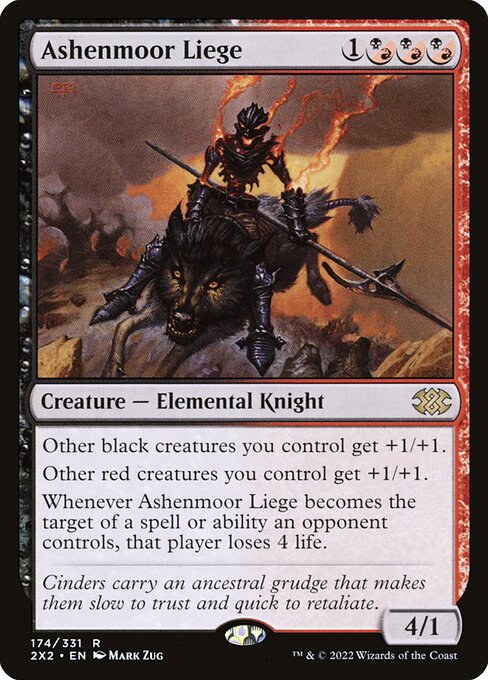 Ashenmoor Liege 1
Creature — Elemental Knight
Other black creatures you control get +1/+1.
Other red creatures you control get +1/+1.
Whenever Ashenmoor Liege becomes the
target of a spell or ability an opponent
controls, that player loses 4 life.
Cinders carry an ancestral grudge that makes
them slow to trust and quick to retaliate.
4/1
174/331 R
2X2 • EN Mark Zug
™ & © 2022 Wizards of the Coast